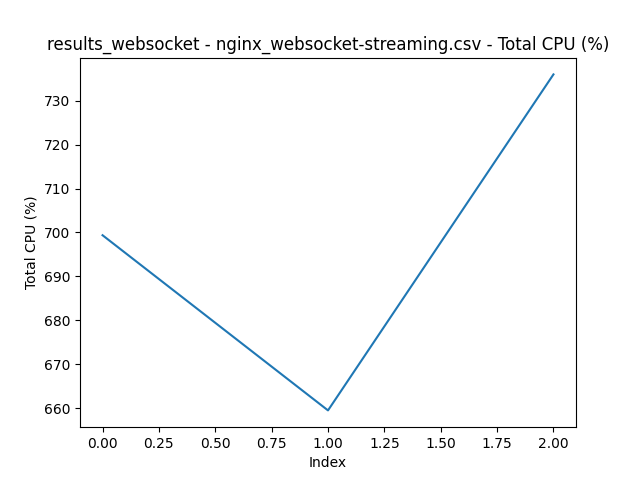 results_websocket - nginx_websocket-streaming.csv - Total CPU (%)
730
720
710
700
690
680
670
660
Total CPU (%)
0.00 0.25 0.50 0.75 1.00 1.25 1.50 1.75 2.00
Index